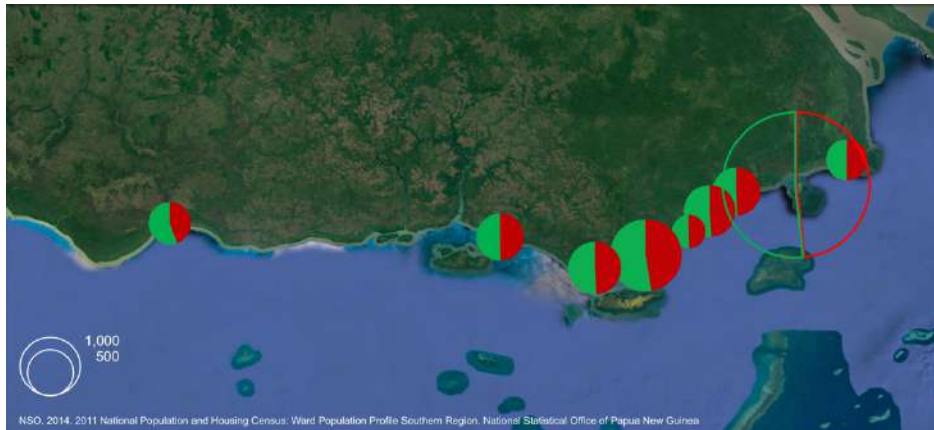 1,000
500
NSO. 2014. 2011 National Population and Housing Census: Ward Population Profile Southern Region. National Statistical Office of Papua New Guinea